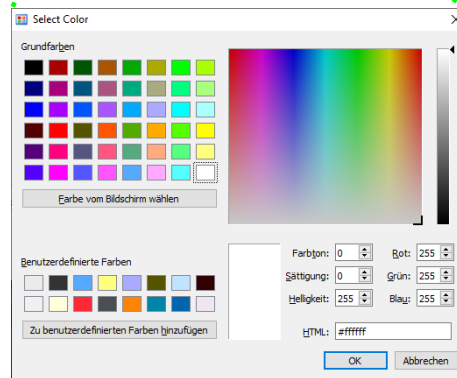 Select Color
Grundfarben
Farbe vom Bildschirm wählen
Benutzerdefinierte Farben
Zu benutzerdefinierten Farben hinzufügen
Farbton: 0 Rot: 255
Sättigung: 0 Grün: 255
Helligkeit: 255 Blau: 255
HTML: #ffffff
OK Abbrechen